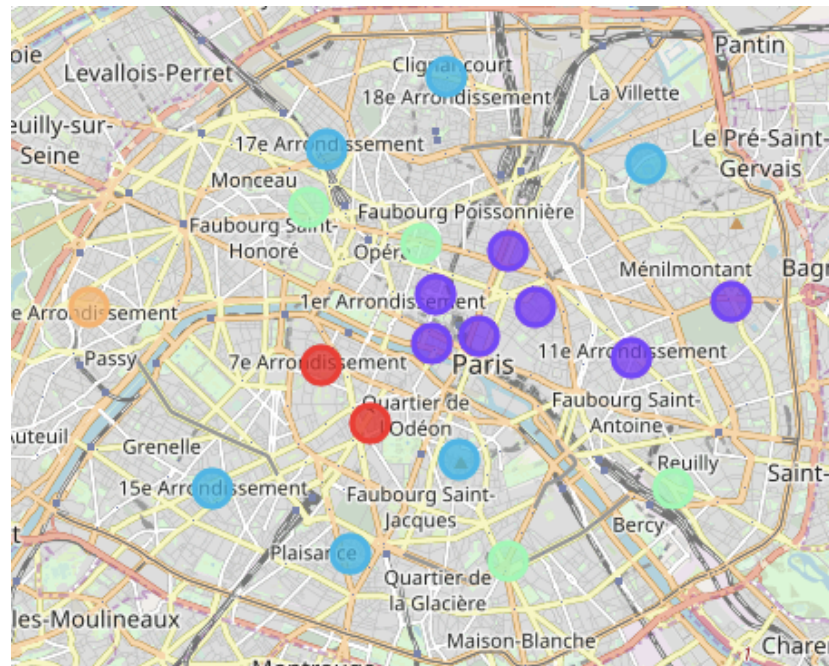 Pantin
oie
Levallois-Perret
Clignancourt
18e Arrondissement
La Villette
euilly-sur-
Seine
17e Arrondissement
Le Pré-Saint-
Gervais
Monceau
Faubourg Saint-
Honoré
Faubourg Poissonnière
Opéra
Ménilmontant
Bagn
1er Arrondissement
e Arrondissement
Passy
7e Arrondissement
Paris
11e Arrondissement
Quartier de
l'Odéon
Faubourg Saint-
Antoine
Auteuil
Grenelle
Reuilly
Saint-
15e Arrondissement
Faubourg Saint-
Jacques
Bercy
t
Plaisance
Quartier de
la Glacière
les-Moulineaux
Maison-Blanche
1
Charen
Montrouge